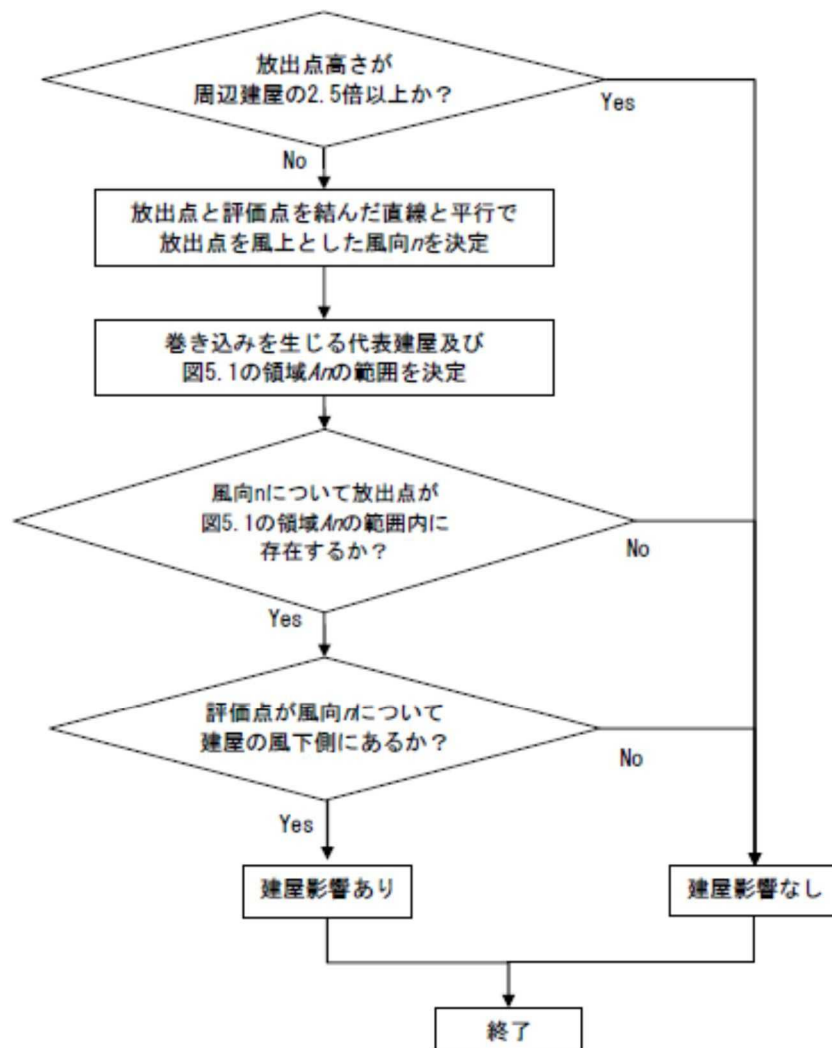 放出点高さが
周辺建屋の2.5倍以上か？
Yes
No
放出点と評価点を結んだ直線と平行で
放出点を風上とした風向nを決定
巻き込みを生じる代表建屋及び
図5.1の領域Anの範囲を決定
風向nについて放出点が
図5.1の領域Anの範囲内に
存在するか？
No
Yes
評価点が風向nについて
建屋の風下側にあるか？
No
Yes
建屋影響あり
建屋影響なし
終了